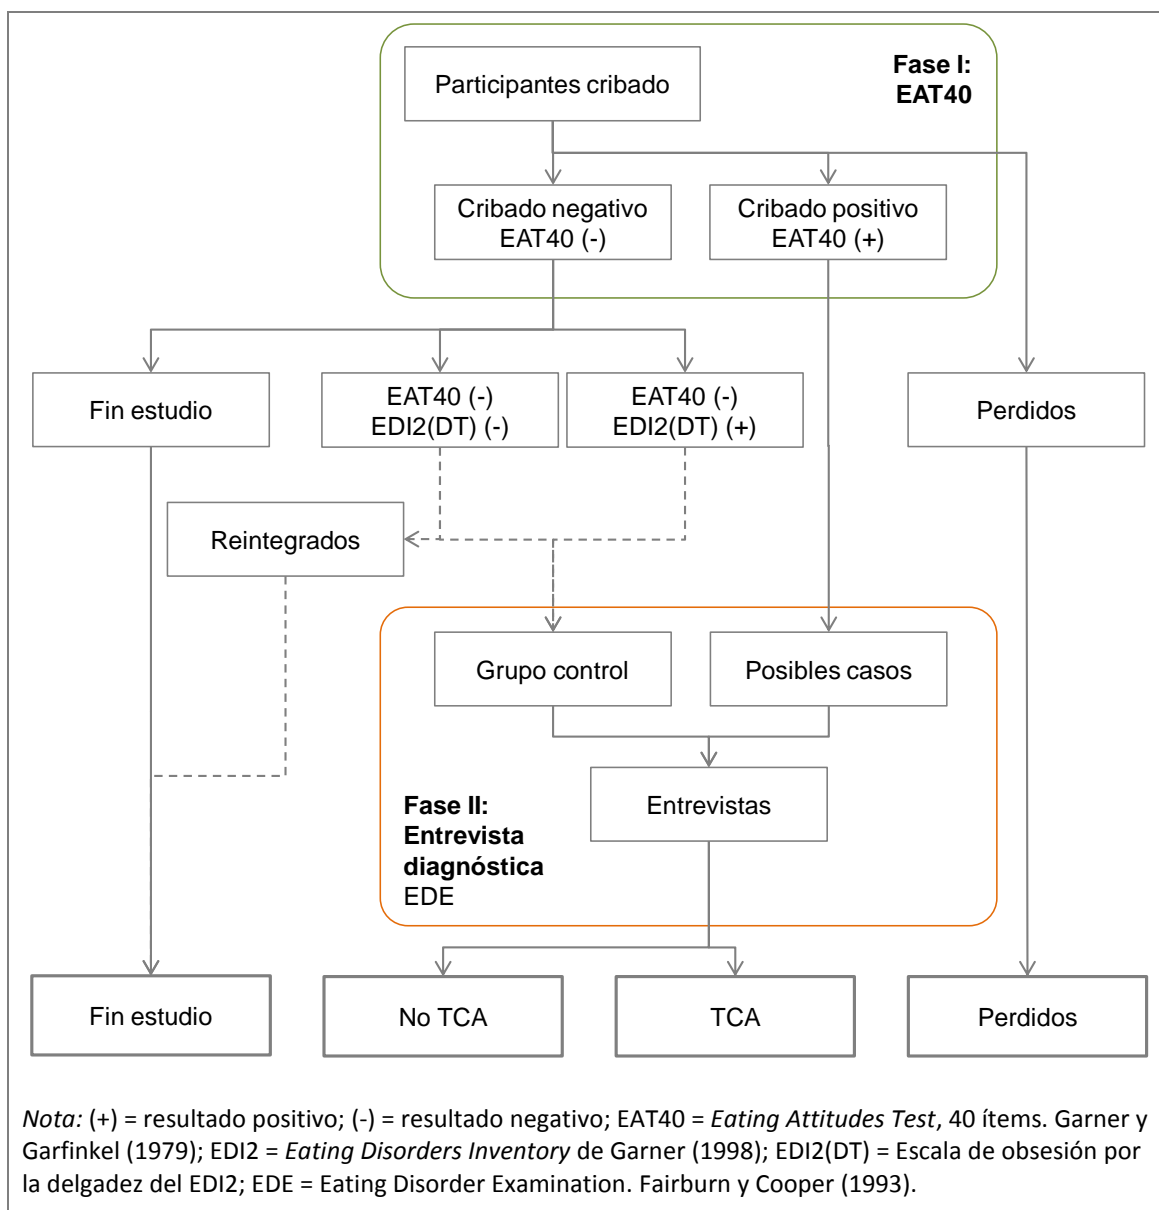 Participantes cribado
Fase I:
EAT40
Cribado negativo
EAT40 (-)
Cribado positivo
EAT40 (+)
Fin estudio
EAT40 (-)
EDI2(DT) (-)
EAT40 (-)
EDI2(DT) (+)
Perdidos
Reintegrados
Grupo control
Posibles casos
Entrevistas
Fase II:
Entrevista
diagnóstica
EDE
Fin estudio
No TCA
TCA
Perdidos
Nota: (+) = resultado positivo; (-) = resultado negativo; EAT40 = Eating Attitudes Test, 40 ítems. Garner y
Garfinkel (1979); EDI2 = Eating Disorders Inventory de Garner (1998); EDI2(DT) = Escala de obsesión por
la delgadez del EDI2; EDE = Eating Disorder Examination. Fairburn y Cooper (1993).